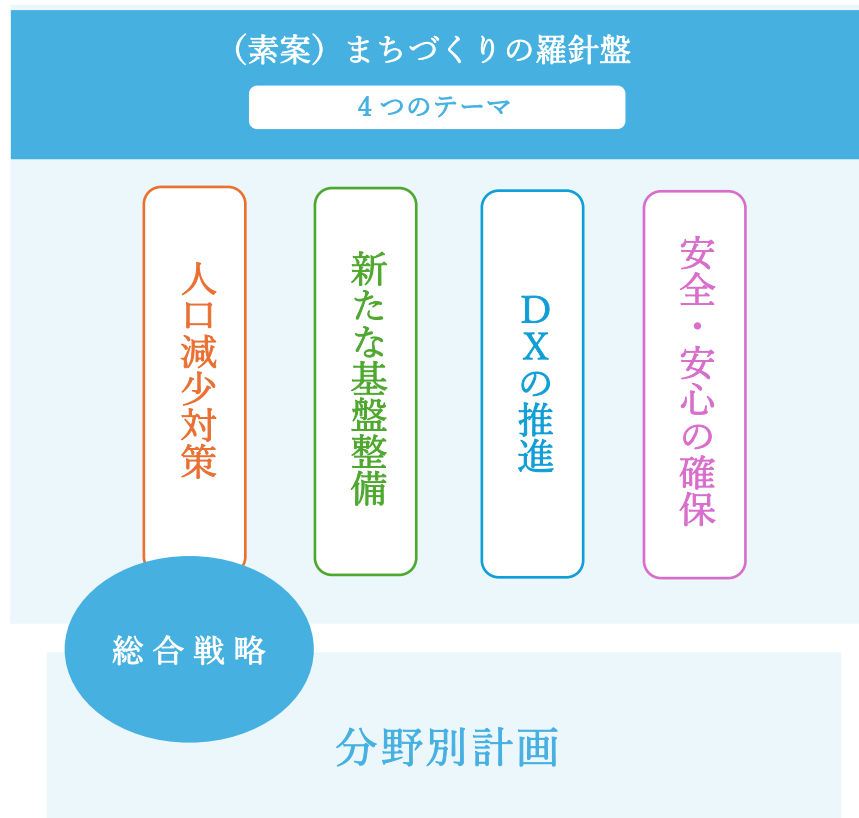 （素案）まちづくりの羅針盤
4つのテーマ
人口減少対策
新たな基盤整備
DXの推進
安全・安心の確保
総合戦略
分野別計画